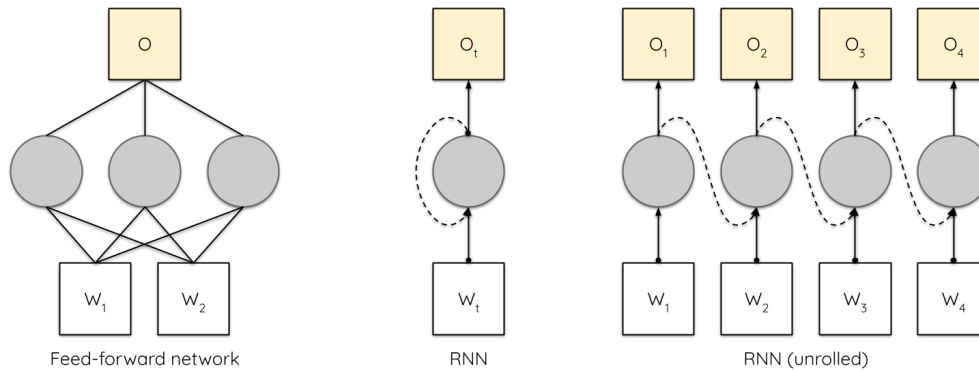 O
W₁
W₂
Feed-forward network
Oₜ
Wₜ
RNN
O₁ O₂ O₃ O₄
W₁ W₂ W₃ W₄
RNN (unrolled)